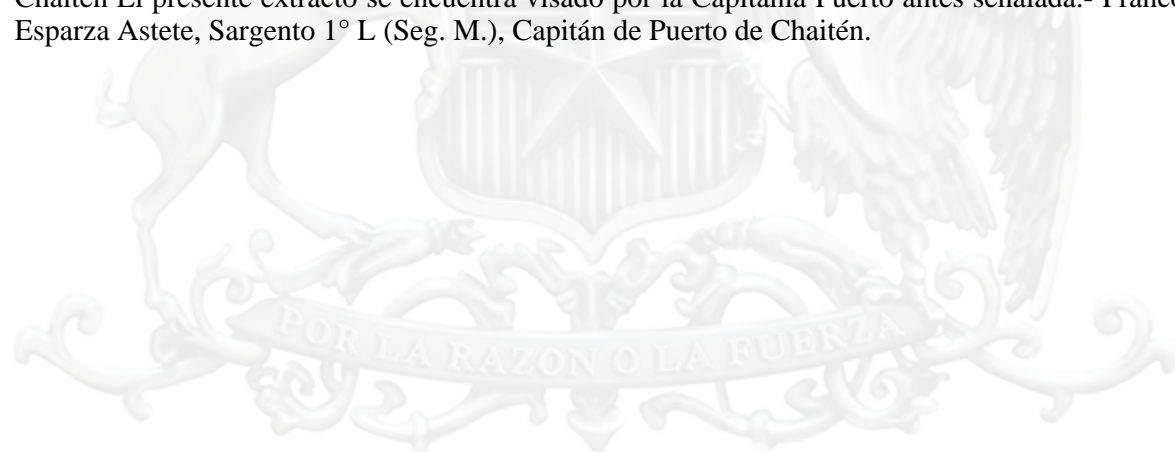 Chaitén El presente extracto se encuentra visado por la Capitanía Puerto antes señalada.- Franco
Esparza Astete, Sargento 1° L (Seg. M.), Capitán de Puerto de Chaitén.
POR LA RAZON O LA FUERZA